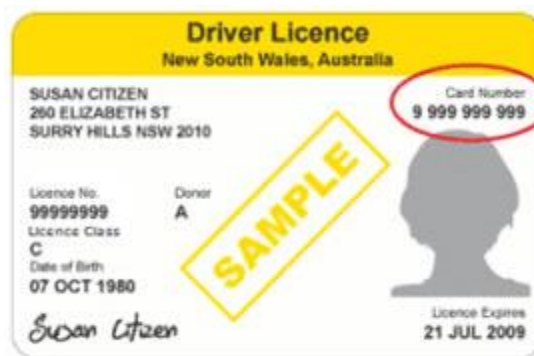 Driver Licence
New South Wales, Australia
SUSAN CITIZEN
260 ELIZABETH ST
SURRY HILLS NSW 2010
Card Number
9 999 999 999
Licence No.
99999999
Donor
A
Licence Class
C
Date of Birth
07 OCT 1980
SAMPLE
Susan Citizen
Licence Expires
21 JUL 2009